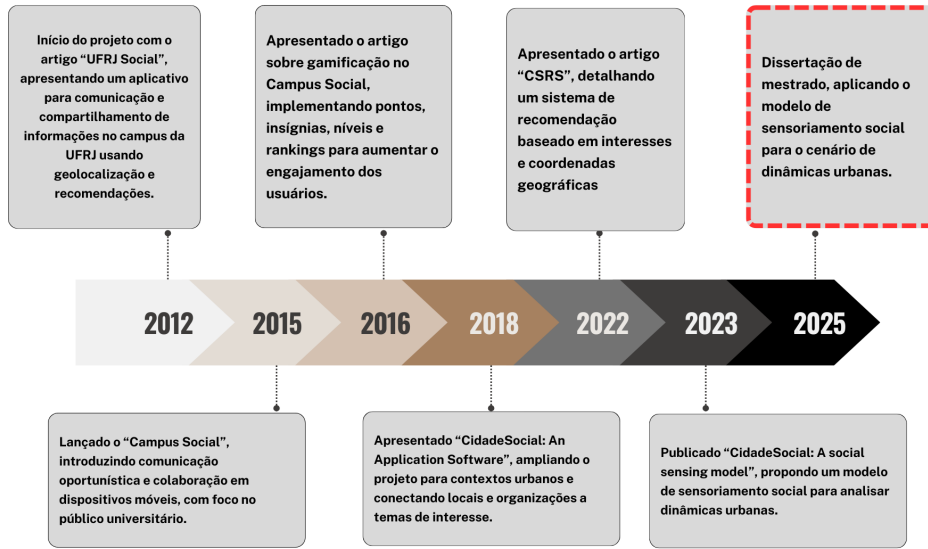 Início do projeto com o
artigo “UFRJ Social”,
apresentando um aplicativo
para comunicação e
compartilhamento de
informações no campus da
UFRJ usando
geolocalização e
recomendações.
Apresentado o artigo
sobre gamificação no
Campus Social,
implementando pontos,
insígnias, níveis e
rankings para aumentar o
engajamento dos
usuários.
Apresentado o artigo
“CSRS”, detalhando
um sistema de
recomendação
baseado em interesses
e coordenadas
geográficas
Dissertação de
mestrado, aplicando o
modelo de
sensoriamento social
para o cenário de
dinâmicas urbanas.
2012
2015
2016
2018
2022
2023
2025
Lançado o “Campus Social”,
introduzindo comunicação
oportunística e colaboração em
dispositivos móveis, com foco no
público universitário.
Apresentado “CidadeSocial: An
Application Software”, ampliando o
projeto para contextos urbanos e
conectando locais e organizações a
temas de interesse.
Publicado “CidadeSocial: A social
sensing model”, propondo um modelo
de sensoriamento social para analisar
dinâmicas urbanas.